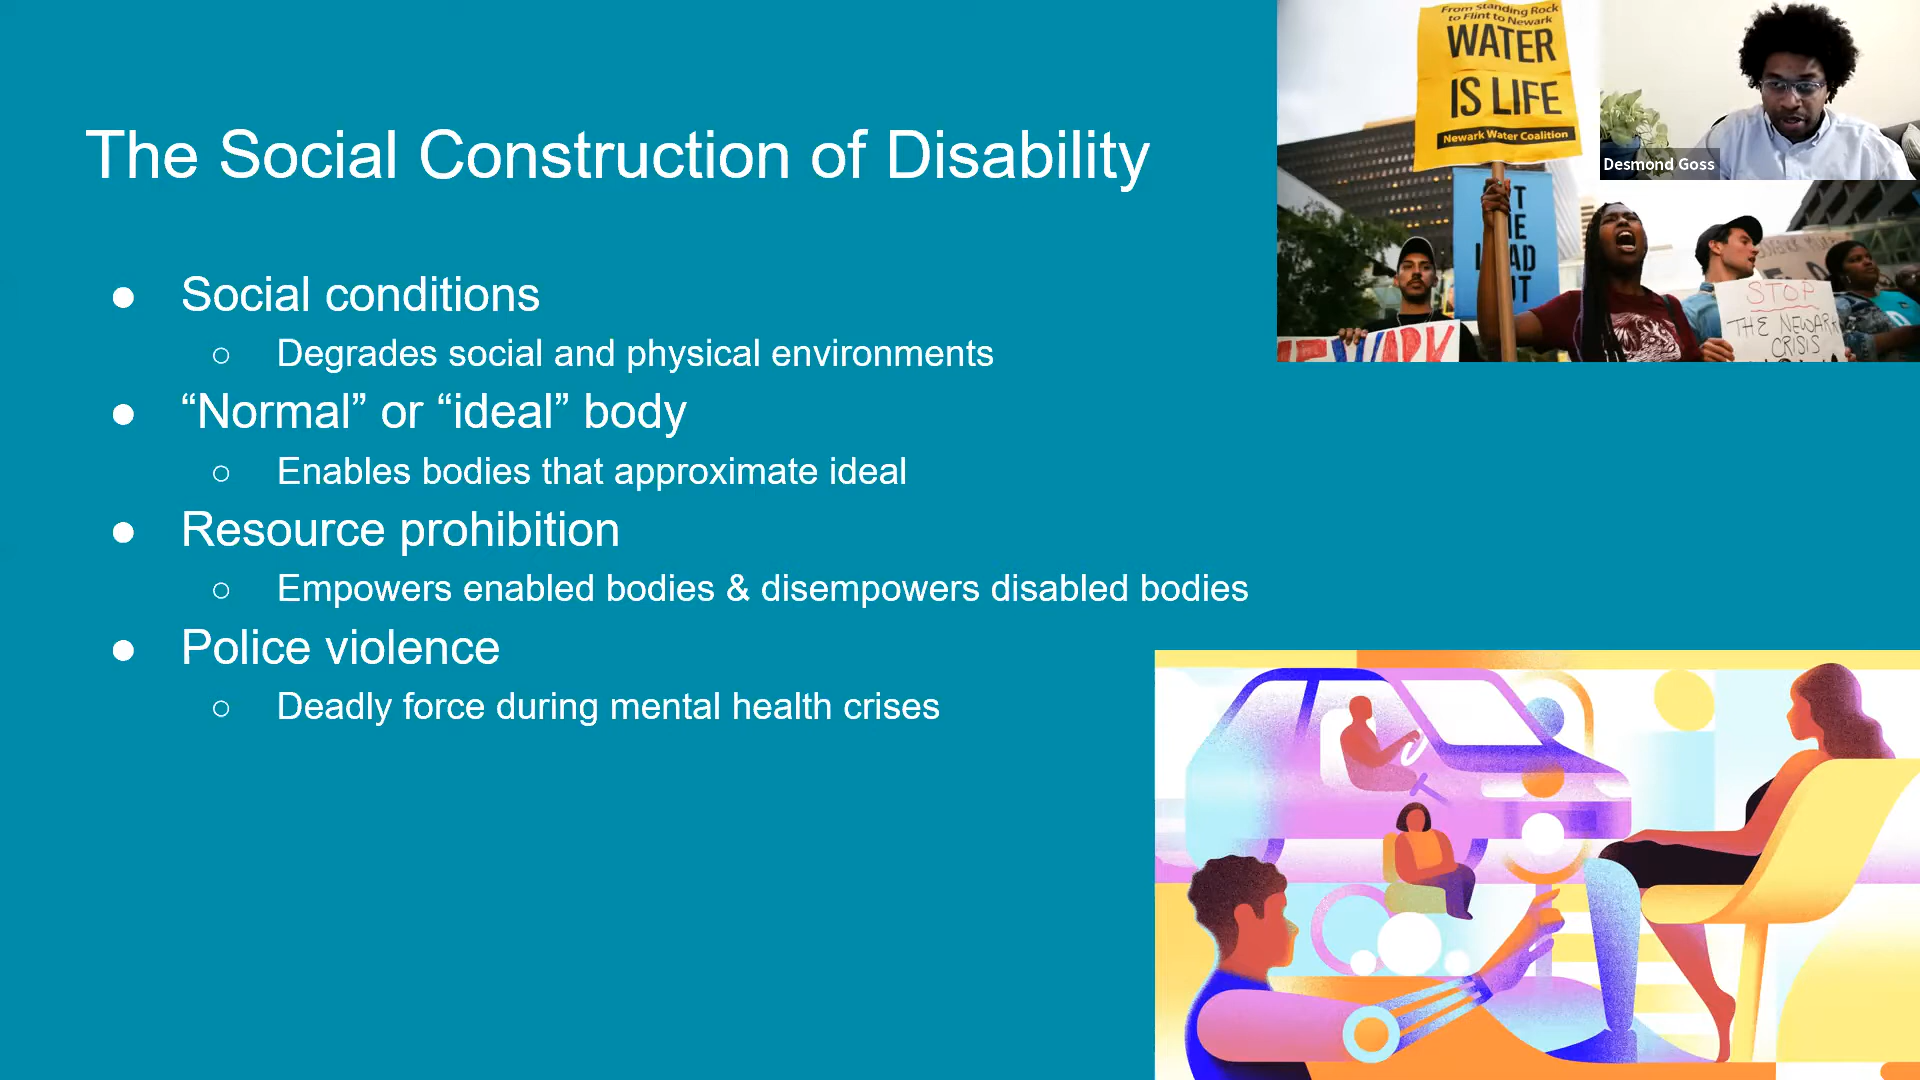 The Social Construction of Disability
● Social conditions
○ Degrades social and physical environments
● “Normal” or “ideal” body
○ Enables bodies that approximate ideal
● Resource prohibition
○ Empowers enabled bodies & disempowers disabled bodies
● Police violence
○ Deadly force during mental health crises
From Standing Rock
to Flint to Newark
WATER
IS LIFE
Newark Water Coalition
Desmond Goss
STOP
THE NEWARK
CRISIS